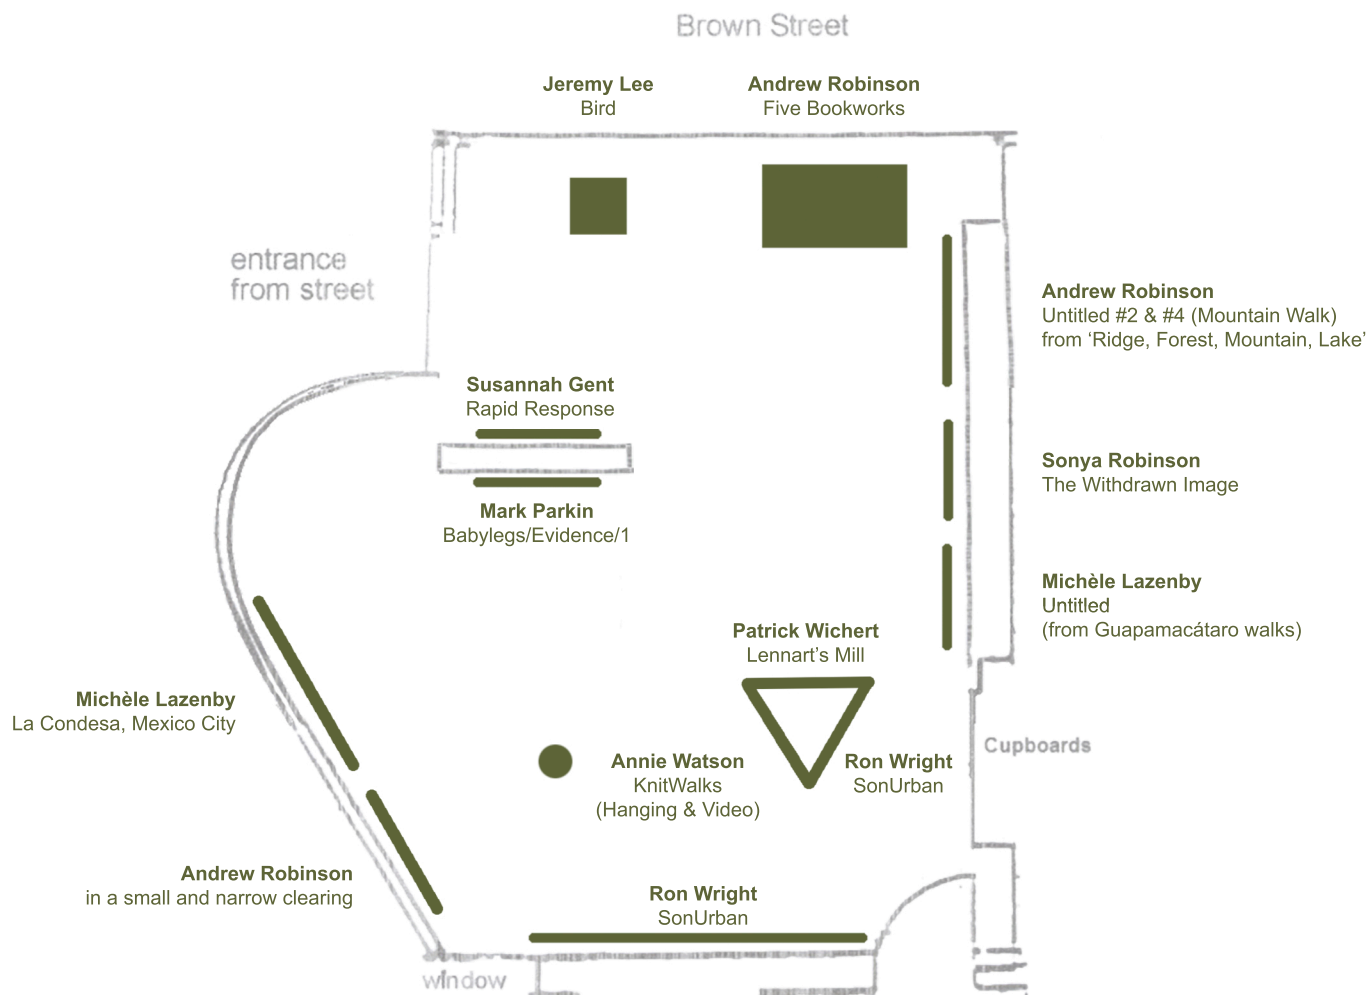 Brown Street
Jeremy Lee
Bird
Andrew Robinson
Five Bookworks
entrance
from street
Andrew Robinson
Untitled #2 & #4 (Mountain Walk)
from ‘Ridge, Forest, Mountain, Lake’
Susannah Gent
Rapid Response
Sonya Robinson
The Withdrawn Image
Mark Parkin
Babylegs/Evidence/1
Michèle Lazenby
Untitled
(from Guapamacátaro walks)
Patrick Wichert
Lennart’s Mill
Michèle Lazenby
La Condesa, Mexico City
Cupboards
Annie Watson
KnitWalks
(Hanging & Video)
Ron Wright
SonUrban
Andrew Robinson
in a small and narrow clearing
Ron Wright
SonUrban
window